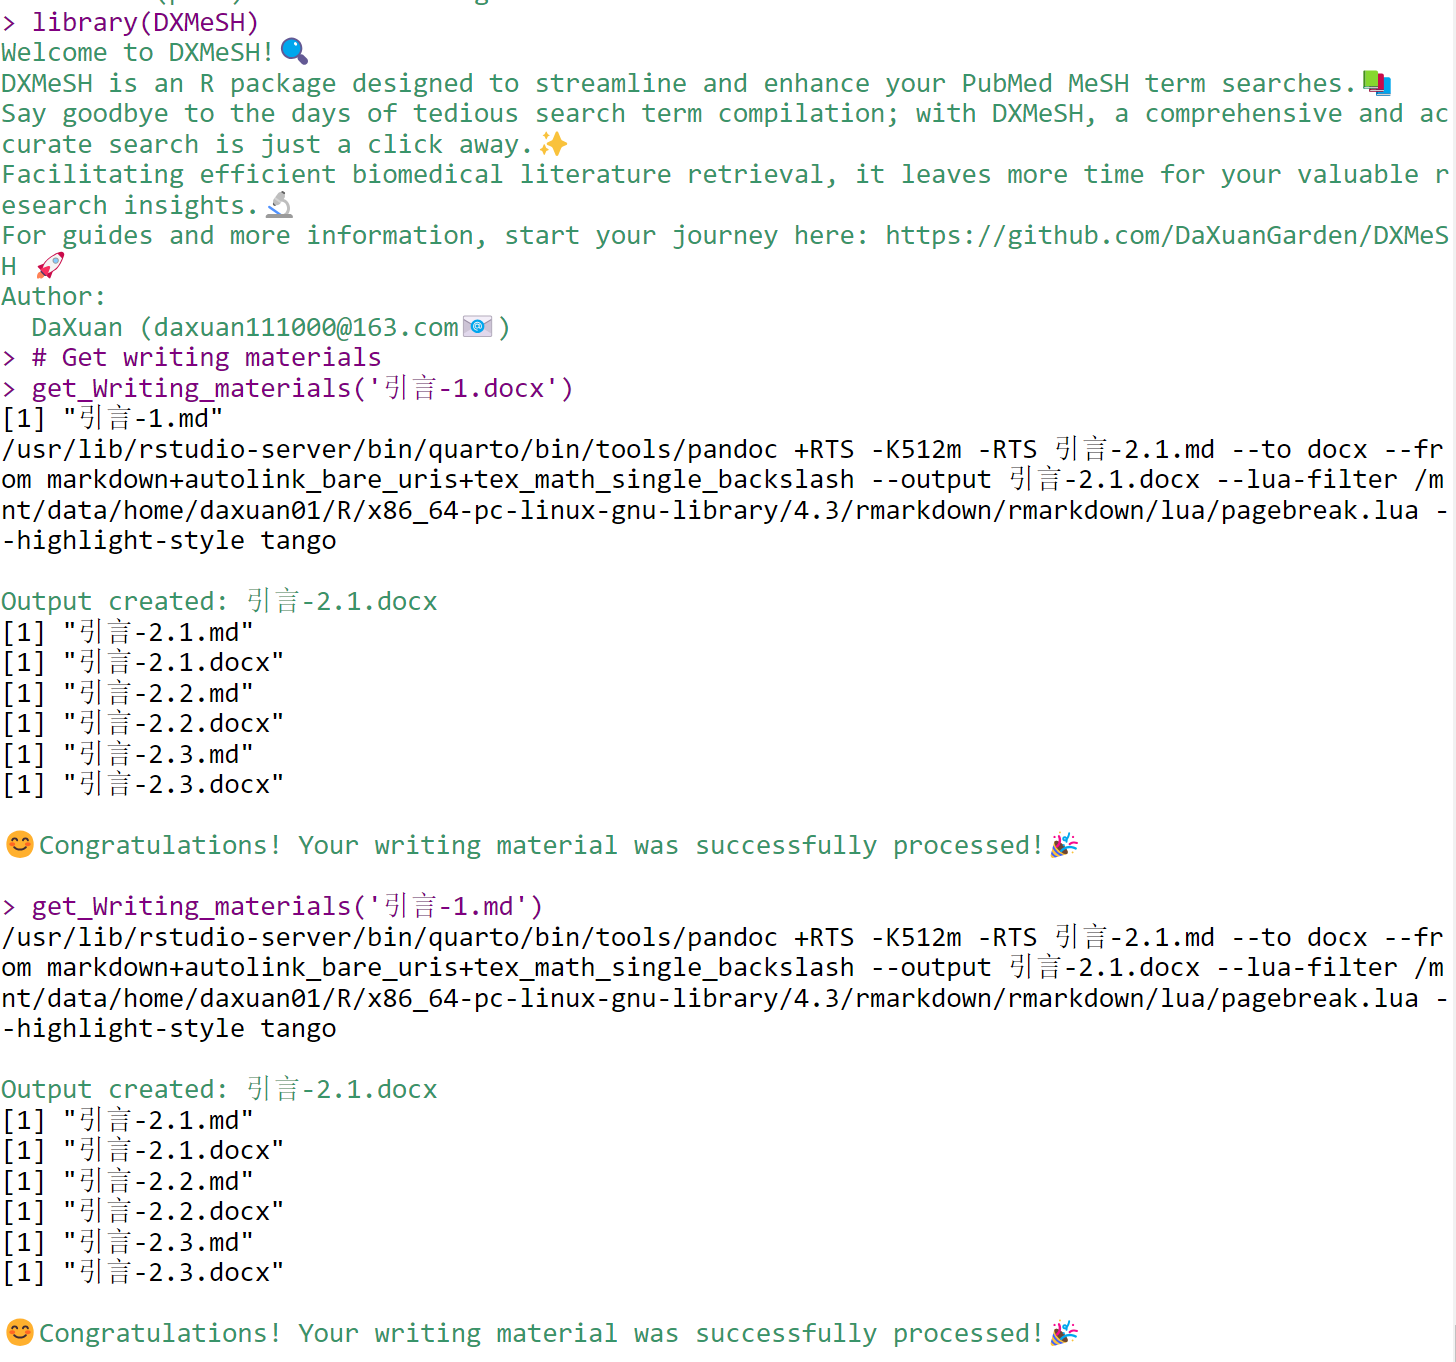 > library(DXMeSH)
Welcome to DXMeSH!🔍
DXMeSH is an R package designed to streamline and enhance your PubMed MeSH term searches.📚
Say goodbye to the days of tedious search term compilation; with DXMeSH, a comprehensive and ac
curate search is just a click away.✨
Facilitating efficient biomedical literature retrieval, it leaves more time for your valuable r
esearch insights.🔬
For guides and more information, start your journey here: https://github.com/DaXuanGarden/DXMeS
H 🚀
Author:
  DaXuan (daxuan111000@163.com📧)
> # Get writing materials
> get_Writing_materials('引言-1.docx')
[1] "引言-1.md"
/usr/lib/rstudio-server/bin/quarto/bin/tools/pandoc +RTS -K512m -RTS 引言-2.1.md --to docx --fr
om markdown+autolink_bare_uris+tex_math_single_backslash --output 引言-2.1.docx --lua-filter /m
nt/data/home/daxuan01/R/x86_64-pc-linux-gnu-library/4.3/rmarkdown/rmarkdown/lua/pagebreak.lua -
-highlight-style tango
Output created: 引言-2.1.docx
[1] "引言-2.1.md"
[1] "引言-2.1.docx"
[1] "引言-2.2.md"
[1] "引言-2.2.docx"
[1] "引言-2.3.md"
[1] "引言-2.3.docx"
😊Congratulations! Your writing material was successfully processed!🎉
> get_Writing_materials('引言-1.md')
/usr/lib/rstudio-server/bin/quarto/bin/tools/pandoc +RTS -K512m -RTS 引言-2.1.md --to docx --fr
om markdown+autolink_bare_uris+tex_math_single_backslash --output 引言-2.1.docx --lua-filter /m
nt/data/home/daxuan01/R/x86_64-pc-linux-gnu-library/4.3/rmarkdown/rmarkdown/lua/pagebreak.lua -
-highlight-style tango
Output created: 引言-2.1.docx
[1] "引言-2.1.md"
[1] "引言-2.1.docx"
[1] "引言-2.2.md"
[1] "引言-2.2.docx"
[1] "引言-2.3.md"
[1] "引言-2.3.docx"
😊Congratulations! Your writing material was successfully processed!🎉